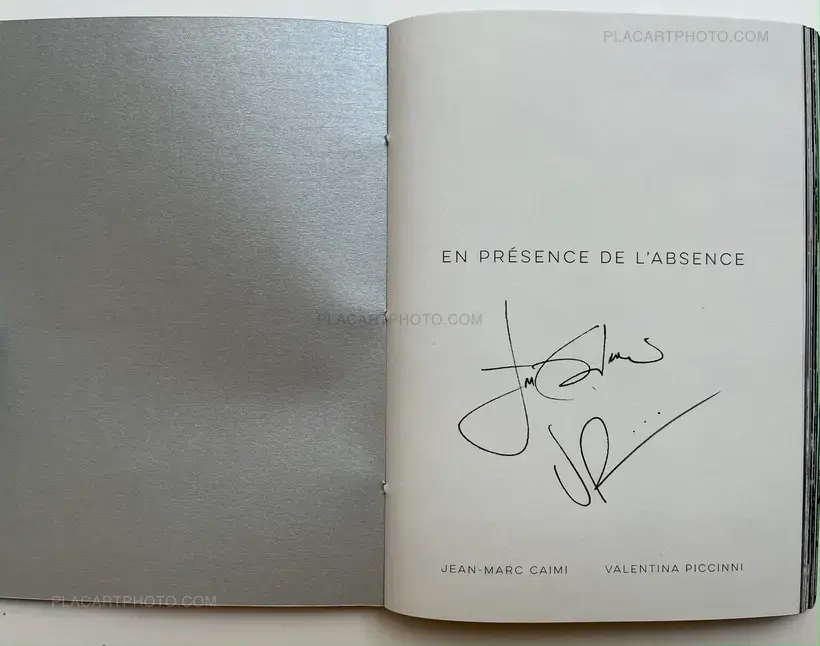 PLACARTPHOTO.COM
EN PRÉSENCE DE L'ABSENCE
PLACARTPHOTO.COM
JEAN-MARC CAIMI VALENTINA PICCINNI
PLACARTPHOTO.COM